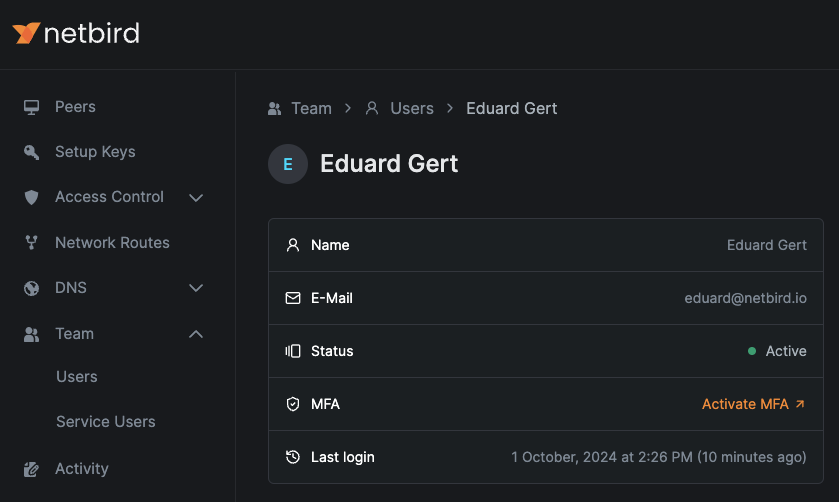 netbird
Peers
Setup Keys
Access Control
Network Routes
DNS
Team
Users
Service Users
Activity
Team > Users > Eduard Gert
E Eduard Gert
Name Eduard Gert
E-Mail eduard@netbird.io
Status Active
MFA Activate MFA ↗
Last login 1 October, 2024 at 2:26 PM (10 minutes ago)